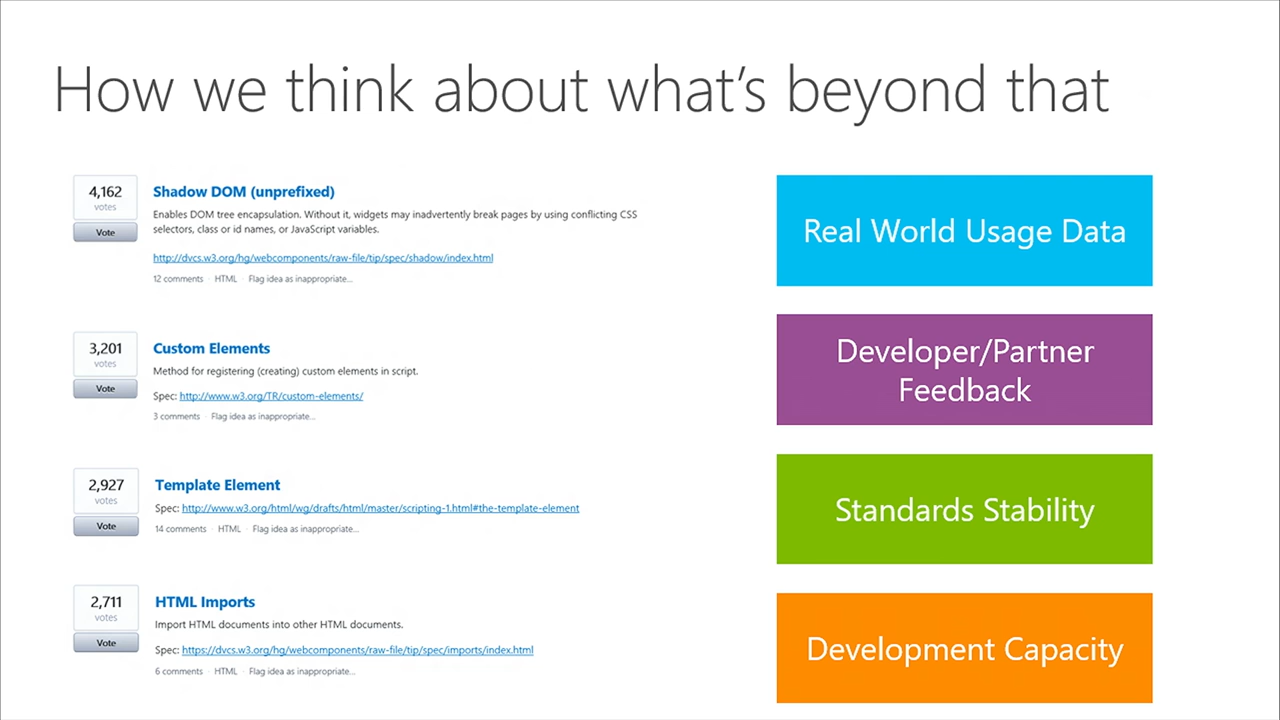 How we think about what's beyond that
4,162
votes
Vote
Shadow DOM (unprefixed)
Enables DOM tree encapsulation. Without it, widgets may inadvertently break pages by using conflicting CSS
selectors, class or id names, or JavaScript variables.
http://dvcs.w3.org/hg/webcomponents/raw-file/tip/spec/shadow/index.html
12 comments · HTML · Flag idea as inappropriate...
3,201
votes
Vote
Custom Elements
Method for registering (creating) custom elements in script.
Spec: http://www.w3.org/TR/custom-elements/
3 comments · Flag idea as inappropriate...
2,927
votes
Vote
Template Element
Spec: http://www.w3.org/html/wg/drafts/html/master/scripting-1.html#the-template-element
14 comments · HTML · Flag idea as inappropriate...
2,711
votes
Vote
HTML Imports
Import HTML documents into other HTML documents.
Spec: https://dvcs.w3.org/hg/webcomponents/raw-file/tip/spec/imports/index.html
6 comments · HTML · Flag idea as inappropriate...
Real World Usage Data
Developer/Partner
Feedback
Standards Stability
Development Capacity